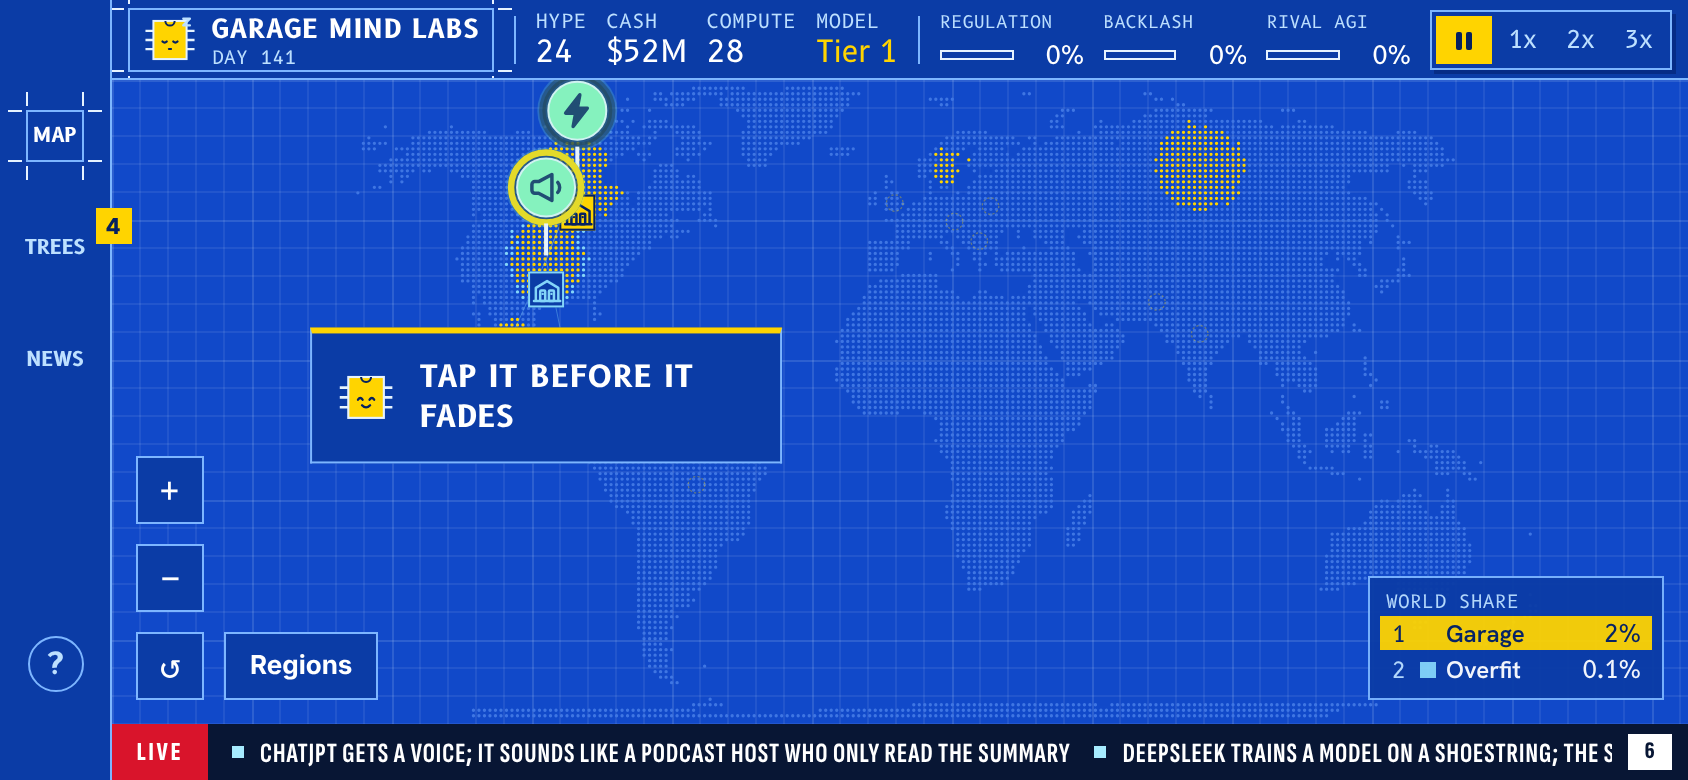 GARAGE MIND LABS
DAY 141
HYPE
24
CASH
$52M
COMPUTE
28
MODEL
Tier 1
REGULATION
0%
BACKLASH
0%
RIVAL AGI
0%
1x
2x
3x
MAP
4
TREES
NEWS
TAP IT BEFORE IT
FADES
+
−
↺
Regions
?
WORLD SHARE
1 Garage 2%
2 Overfit 0.1%
LIVE
CHATJPT GETS A VOICE; IT SOUNDS LIKE A PODCAST HOST WHO ONLY READ THE SUMMARY
DEEPSLEEK TRAINS A MODEL ON A SHOESTRING; THE S
6